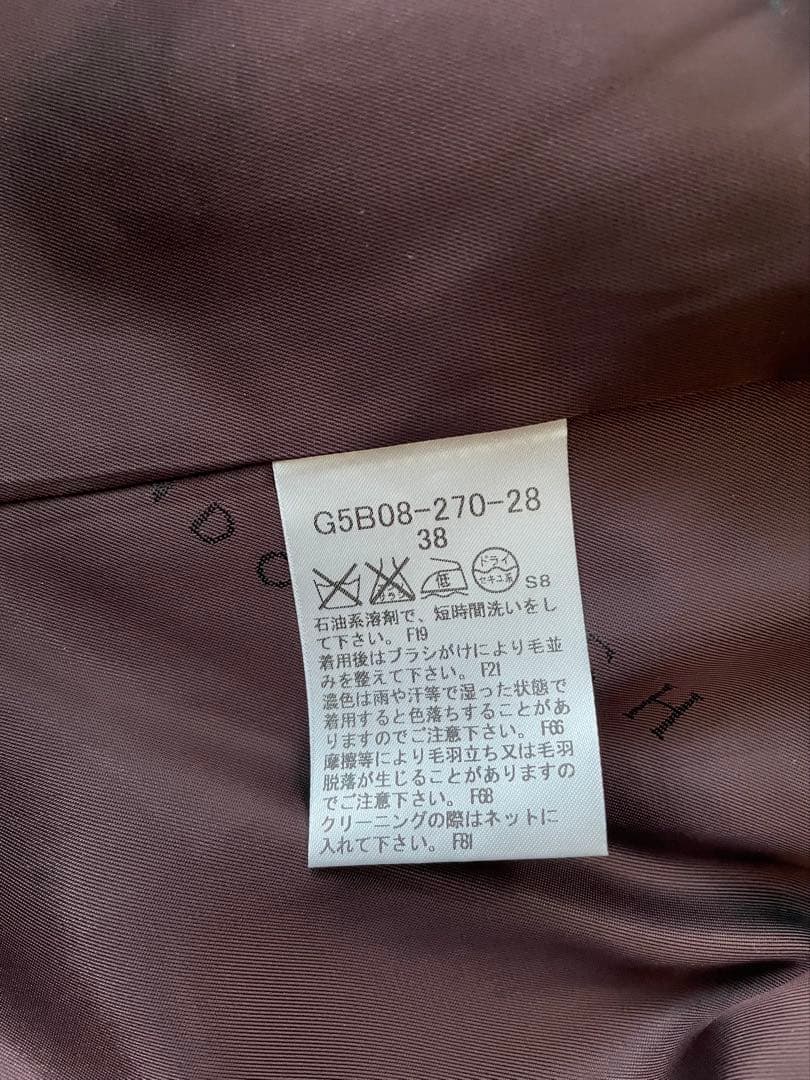 G5B08-270-28
38
エンソ
ドライ
サラシ
低
セキユ系
S8
石油系溶剤で、短時間洗いをし
て下さい。 F19
着用後はブラシがけにより毛並
みを整えて下さい。 F21
濃色は雨や汗等で湿った状態で
着用すると色落ちすることがあ
りますのでご注意下さい。 F66
摩擦等により毛羽立ち又は毛羽
脱落が生じることがありますの
でご注意下さい。 F68
クリーニングの際はネットに
入れて下さい。 F81
D C
H